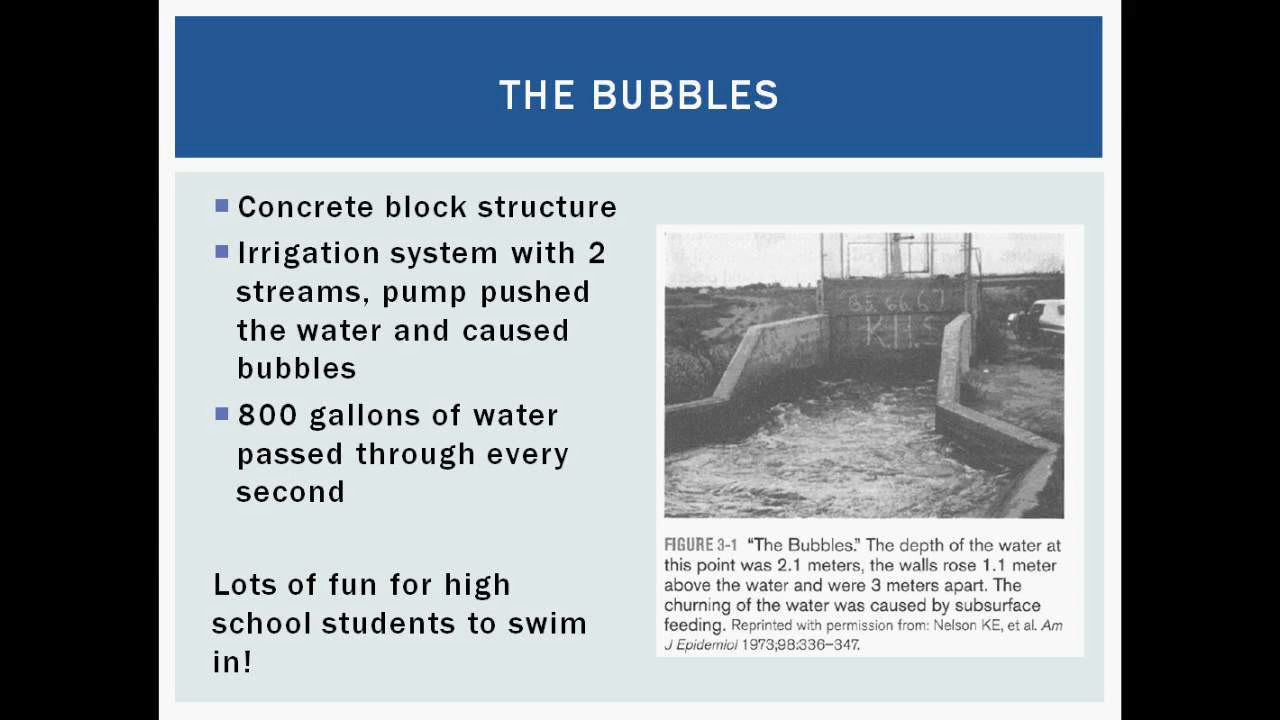 THE BUBBLES
Concrete block structure
Irrigation system with 2
streams, pump pushed
the water and caused
bubbles
800 gallons of water
passed through every
second
Lots of fun for high
school students to swim
in!
65 66 67
KHS
FIGURE 3-1 “The Bubbles.” The depth of the water at
this point was 2.1 meters, the walls rose 1.1 meter
above the water and were 3 meters apart. The
churning of the water was caused by subsurface
feeding. Reprinted with permission from: Nelson KE, et al. Am
J Epidemiol 1973;98:336–347.